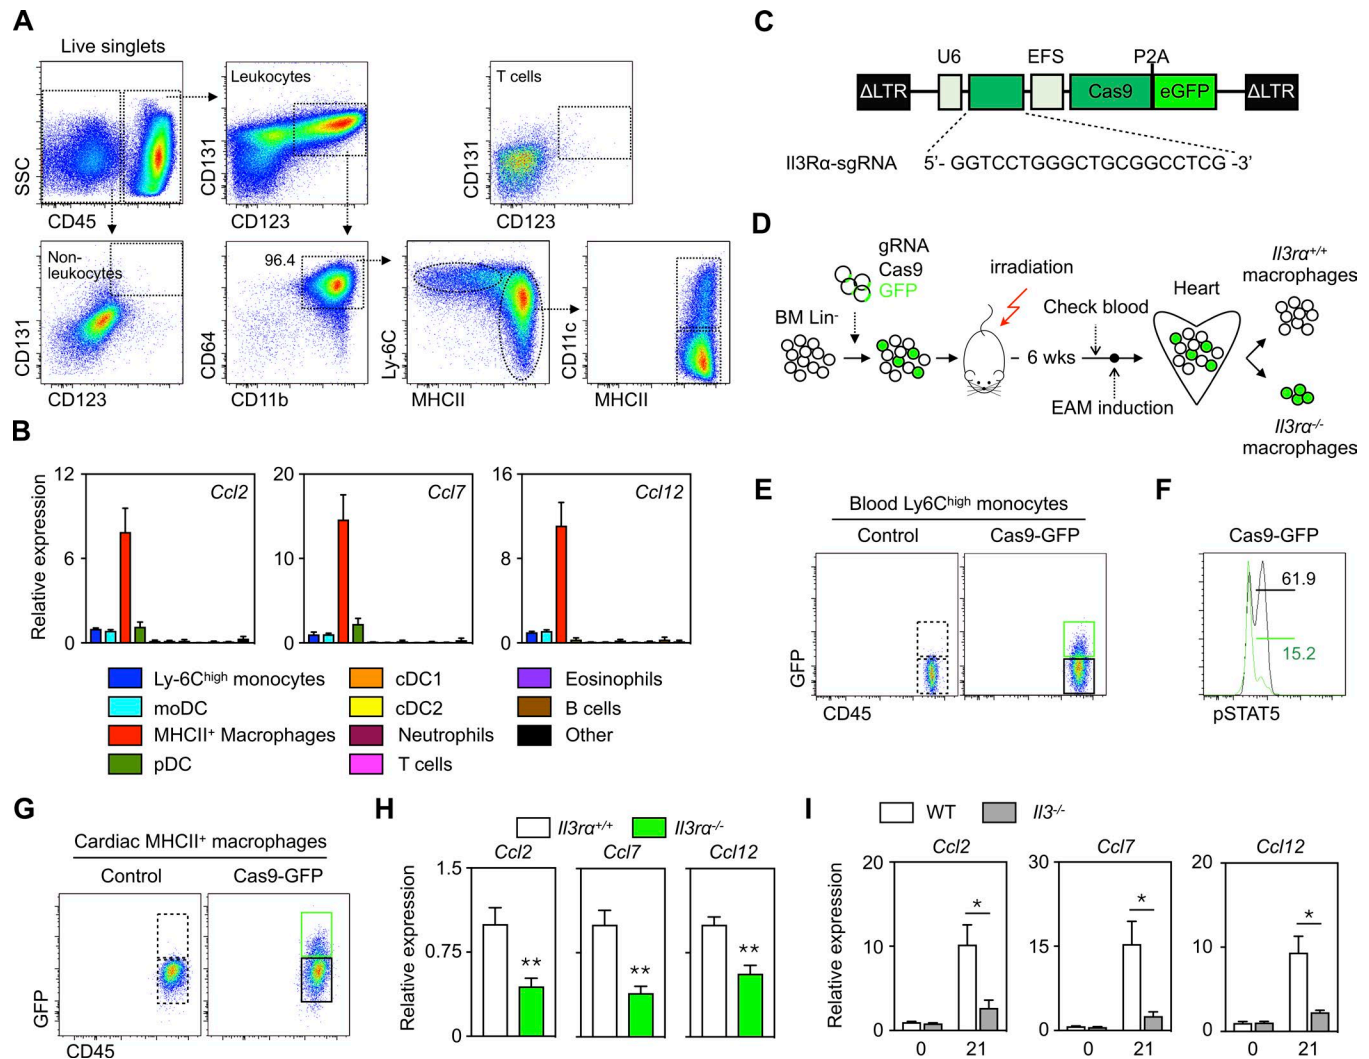 A
Live singlets
SSC
CD45
Leukocytes
CD131
CD123
T cells
CD131
CD123
Non-
leukocytes
CD131
CD123
96.4
CD64
CD11b
Ly-6C
MHCII
CD11c
MHCII
B
Relative expression
12
6
0
Ccl2
20
10
0
Ccl7
16
8
0
Ccl12
Ly-6Chigh monocytes
moDC
MHCII+ Macrophages
pDC
cDC1
cDC2
Neutrophils
T cells
Eosinophils
B cells
Other
C
U6
EFS
P2A
ΔLTR
Cas9
eGFP
ΔLTR
Il3Rα-sgRNA
5'- GGTCCTGGGCTGCGGCCTCG -3'
D
gRNA
Cas9
GFP
BM Lin-
irradiation
6 wks
Check blood
EAM induction
Heart
Il3rα+/+
macrophages
Il3rα-/-
macrophages
E
Blood Ly6Chigh monocytes
Control
Cas9-GFP
GFP
CD45
F
Cas9-GFP
61.9
15.2
pSTAT5
G
Cardiac MHCII+ macrophages
Control
Cas9-GFP
GFP
CD45
H
Il3rα+/+
Il3rα-/-
Relative expression
1.5
0.75
0
Ccl2
**
Ccl7
**
Ccl12
**
I
WT
Il3-/-
Relative expression
Ccl2
20
10
0
*
0
21
Ccl7
30
15
0
*
0
21
Ccl12
20
10
0
*
0
21